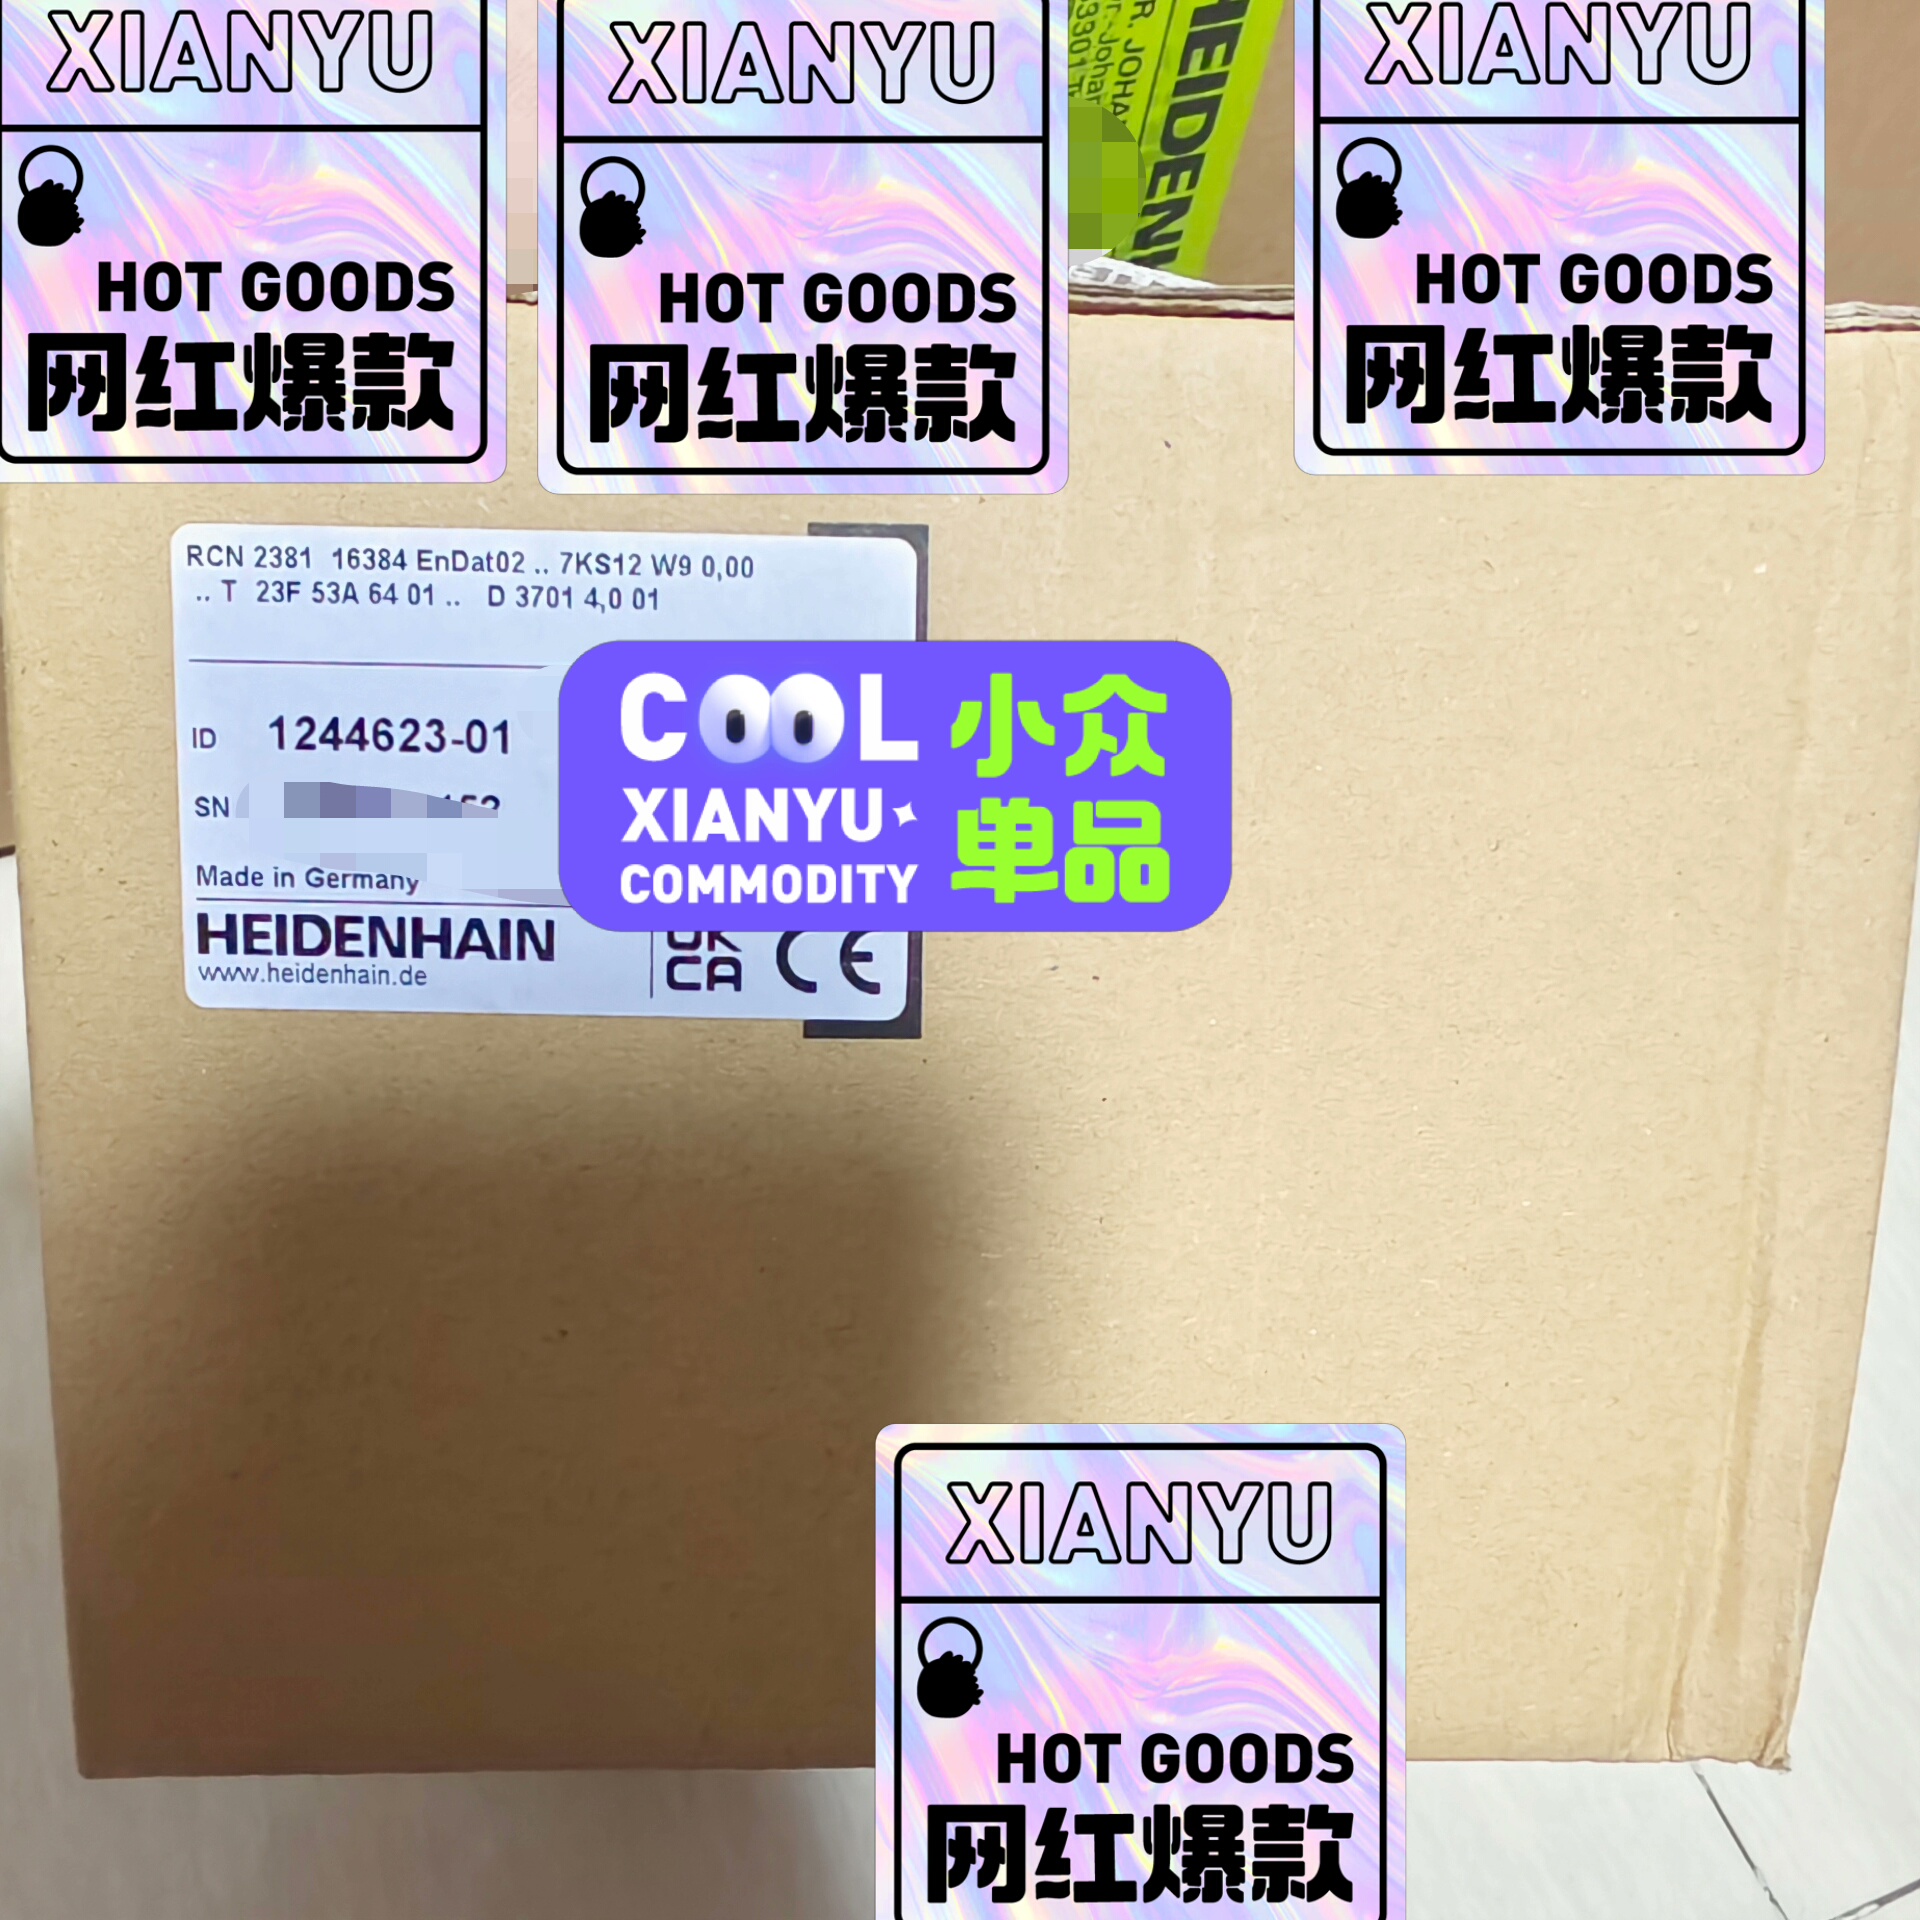 XIANYU
HOT GOODS
网红爆款
XIANYU
HOT GOODS
网红爆款
XIANYU
HOT GOODS
网红爆款
RCN 2381 16384 EnDat02 .. 7KS12 W9 0,00
.. T 23F 53A 64 01 .. D 3701 4,0 01
ID 1244623-01
SN
Made in Germany
HEIDENHAIN
www.heidenhain.de
UK
CA
CE
COOL 小众
XIANYU
单品
COMMODITY
XIANYU
HOT GOODS
网红爆款